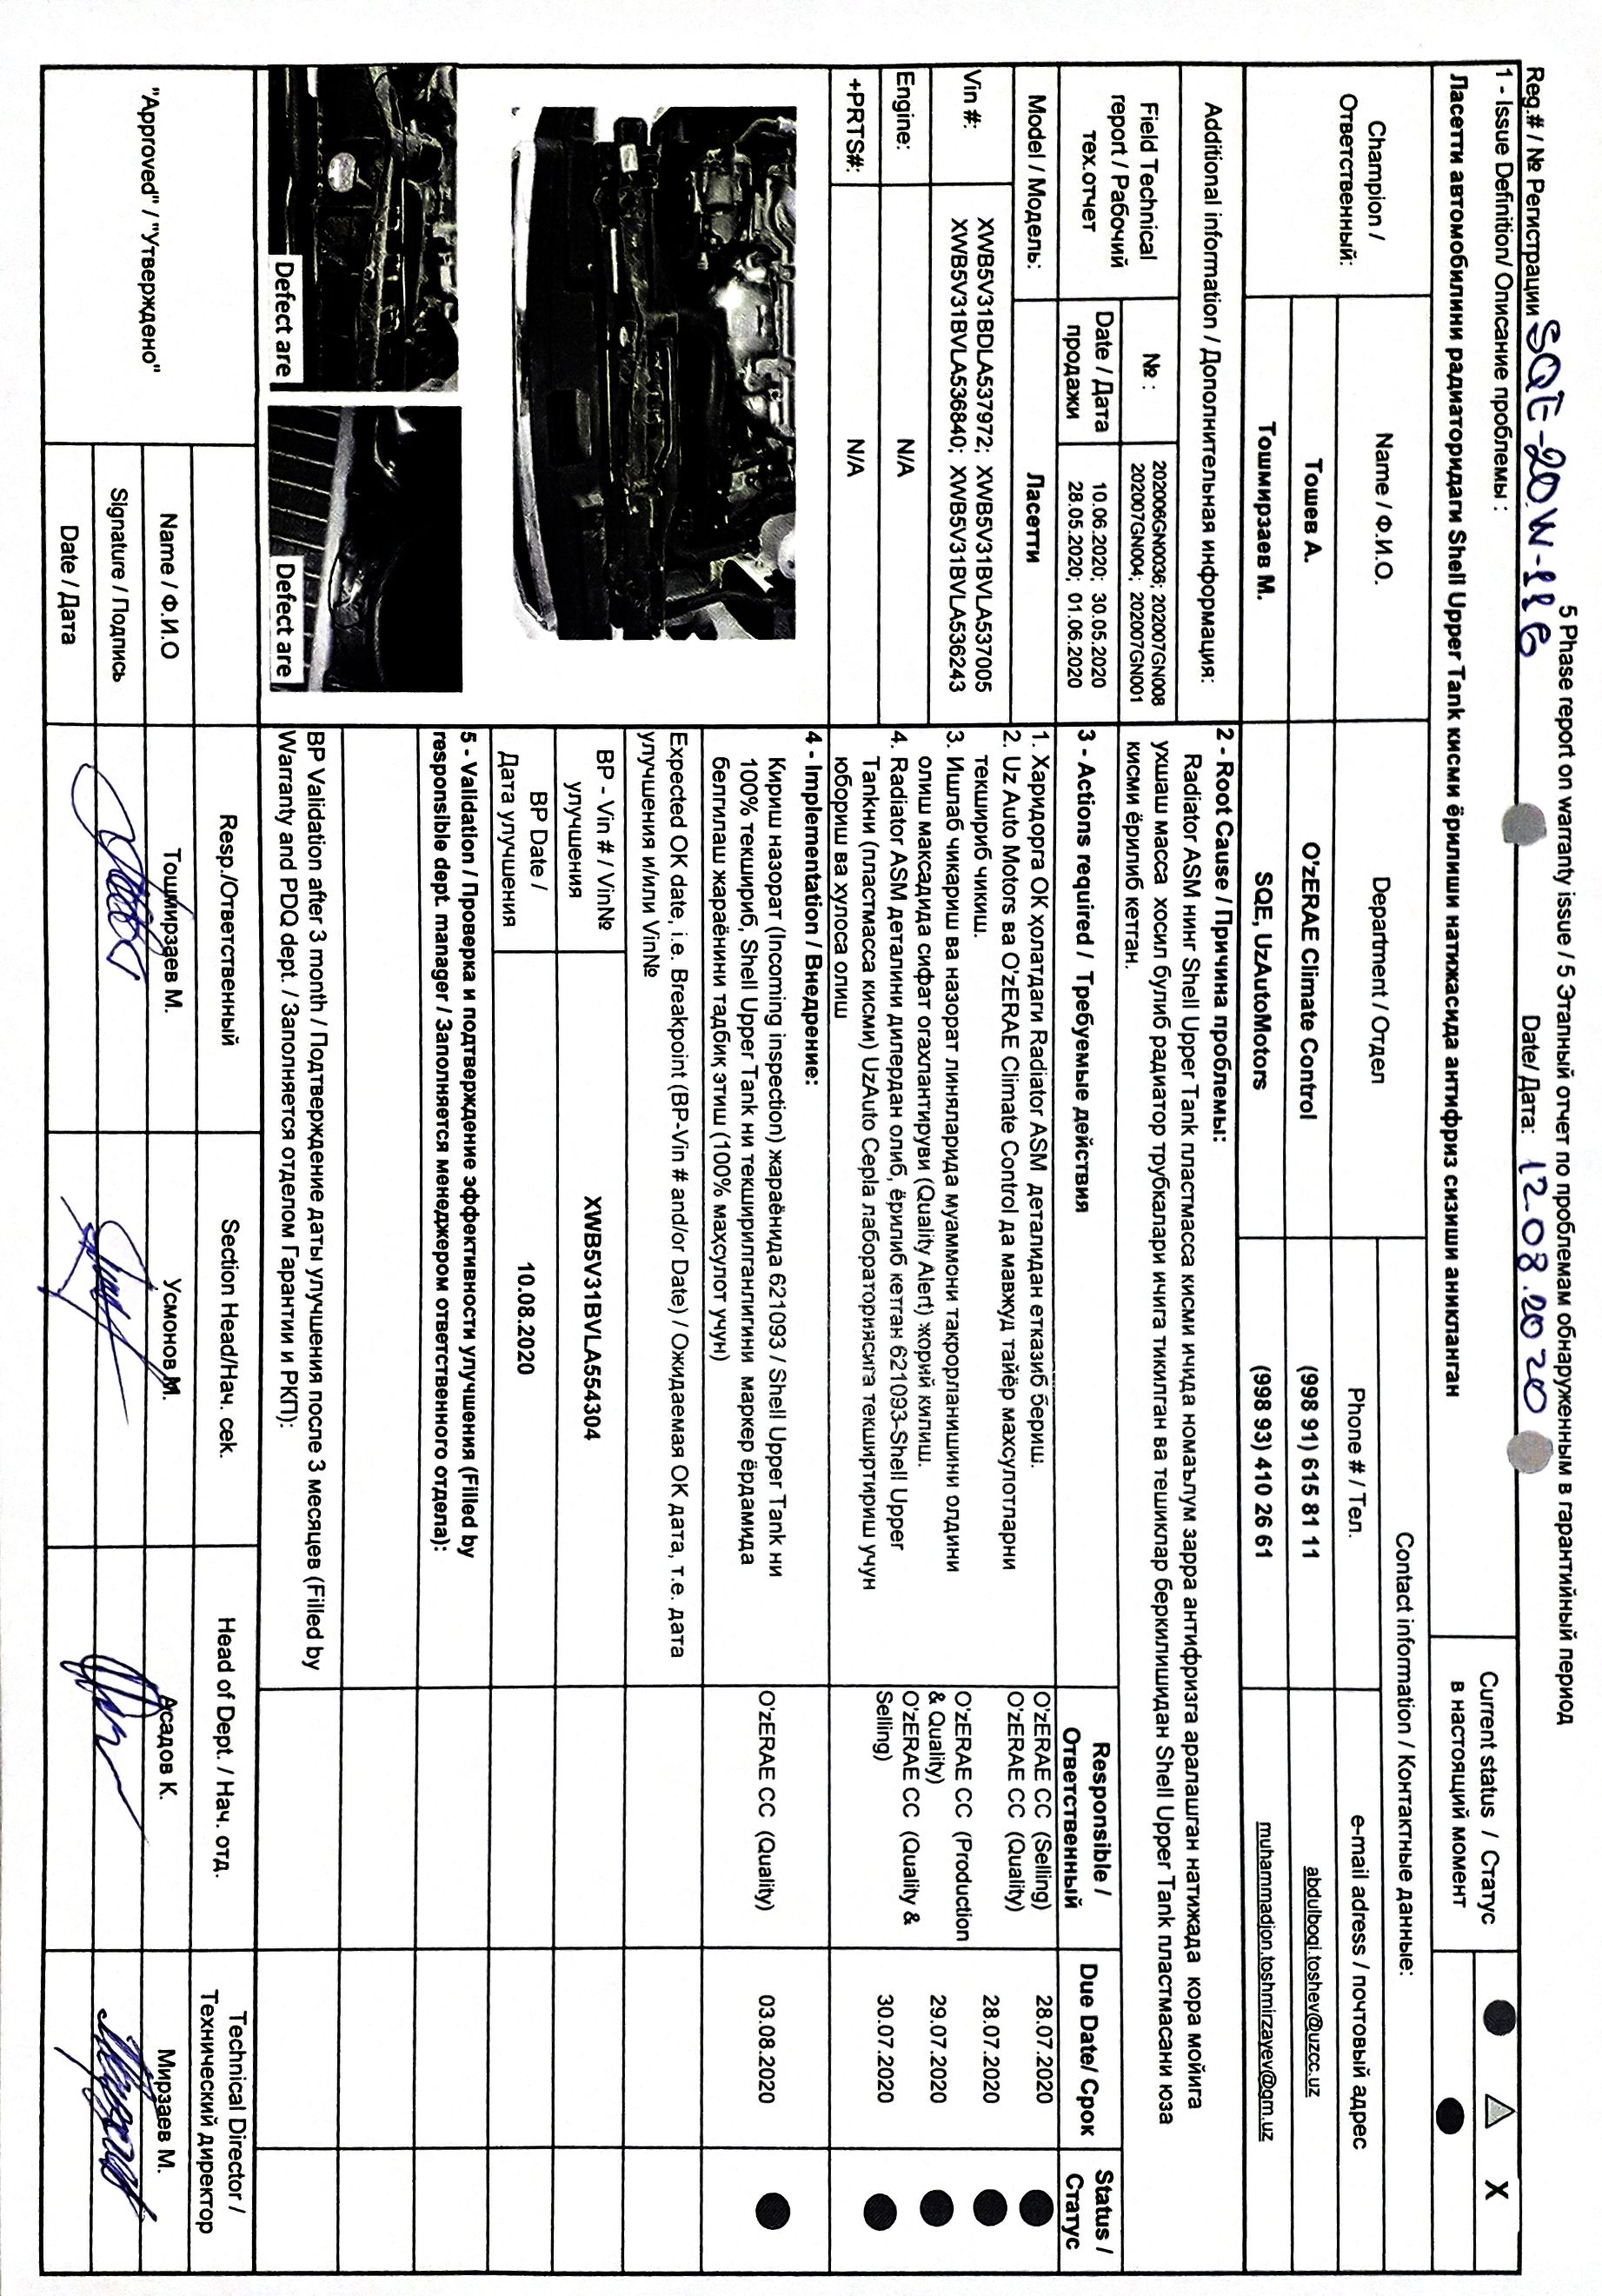 5 Phase report on warranty issue / 5 Этапный отчет по проблемам обнаруженным в гарантийный период
Reg.# / № Регистрации SQE-20W-118 Date/ Дата: 12.08.2020
1 - Issue Definition/ Описание проблемы :
Ласетти автомобилини радиаторидаги Shell Upper Tank кисми ёрилиши натижасида антифриз сизиши аникланган
Current status / Статус
в настоящий момент
X
Champion /
Ответственный:
Name / Ф.И.О.
Department / Отдел
Contact information / Контактные данные:
Phone # / Тел.
e-mail adress / почтовый адрес
Тошев А.
O'zERAE Climate Control
(998 91) 615 81 11
abdulboqi.toshev@uzcc.uz
Тошмирзаев М.
SQE, UzAutoMotors
(998 93) 410 26 61
muhammadjon.toshmirzayev@gm.uz
Additional information / Дополнительная информация:
Field Technical
report / Рабочий
тех.отчет
№ :
202006GN0036; 202007GN008
202007GN004; 202007GN001
Date / Дата
продажи
10.06.2020; 30.05.2020
28.05.2020; 01.06.2020
Model / Модель:
Ласетти
Vin #:
XWB5V31BDLA537972; XWB5V31BVLA537005
XWB5V31BVLA536840; XWB5V31BVLA536243
Engine:
N/A
+PRTS#:
N/A
Defect are
Defect are
2 - Root Cause / Причина проблемы:
Radiator ASM нинг Shell Upper Tank пластмасса кисми ичида номаълум зарра антифризга аралашган натижада кора мойига
ухшаш масса хосил булиб радиатор трубкалари ичига тикилган ва тешиклар беркилишидан Shell Upper Tank пластмасани юза
кисми ёрилиб кетган.
3 - Actions required / Требуемые действия
Responsible /
Ответственный
Due Date/ Срок
Status /
Статус
1. Харидорга ОК ҳолатдаги Radiator ASM деталидан етказиб бериш.
2. Uz Auto Motors ва O'zERAE Climate Control да мавжуд тайёр махсулотларни
текшириб чикиш.
3. Ишлаб чикариш ва назорат линияларида муаммони такрорланишини олдини
олиш максадида сифат огахлантируви (Quality Alert) жорий килиш.
4. Radiator ASM деталини дилердан олиб, ёрилиб кетган 621093-Shell Upper
Tankни (пластмасса кисми) UzAuto Cepla лабораториясига текширтириш учун
юбориш ва хулоса олиш
O'zERAE CC (Selling)
O'zERAE CC (Quality)
O'zERAE CC (Production
& Quality)
O'zERAE CC (Quality &
Selling)
28.07.2020
28.07.2020
29.07.2020
30.07.2020
4 - Implementation / Внедрение:
Кириш назорат (Incoming inspection) жараёнида 621093 / Shell Upper Tank ни
100% текшириб, Shell Upper Tank ни текширилганлигини маркер ёрдамида
белгилаш жараёнини тадбиқ этиш (100% маҳсулот учун)
O'zERAE CC (Quality)
03.08.2020
Expected OK date, i.e. Breakpoint (BP-Vin # and/or Date) / Ожидаемая ОК дата, т.е. дата
улучшения и/или Vin№
BP - Vin # / Vin№
улучшения
XWB5V31BVLA554304
BP Date /
Дата улучшения
10.08.2020
5 - Validation / Проверка и подтверждение эффективности улучшения (Filled by
responsible dept. manager / Заполняется менеджером ответственного отдела):
BP Validation after 3 month / Подтверждение даты улучшения после 3 месяцев (Filled by
Warranty and PDQ dept. / Заполняется отделом Гарантии и РКП):
"Approved" / "Утверждено"
Resp./Ответственный
Section Head/Нач. сек.
Head of Dept. / Нач. отд.
Technical Director /
Технический директор
Name / Ф.И.О
Тошмирзаев М.
Усмонов М.
Асадов К.
Мирзаев М.
Signature / Подпись
Date / Дата